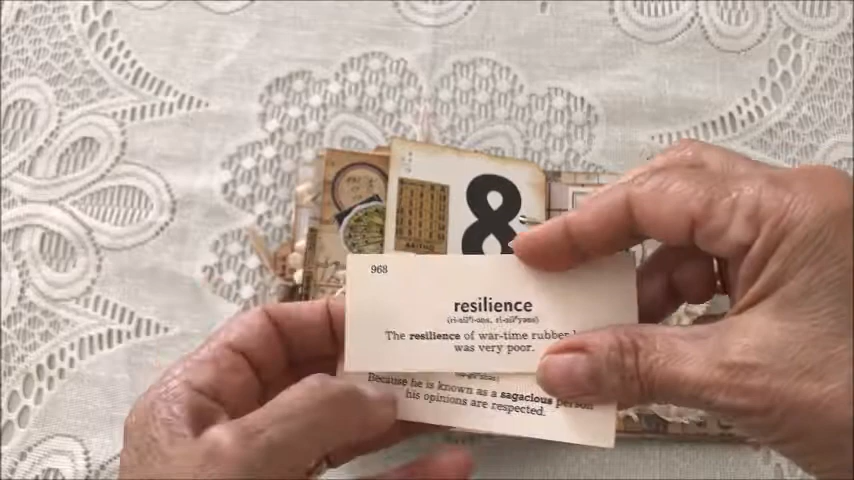 &
968
resilience
The resilience of war-time rubber
was very poor.
Because he is known as a sagacious person
his opinions are respected.